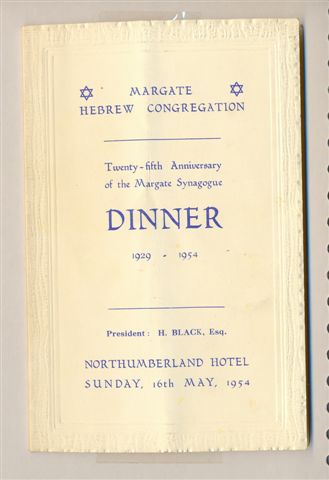 MARGATE
HEBREW CONGREGATION
Twenty-fifth Anniversary
of the Margate Synagogue
DINNER
1929 - 1954
President: H. BLACK, Esq.
NORTHUMBERLAND HOTEL
SUNDAY, 16th MAY, 1954